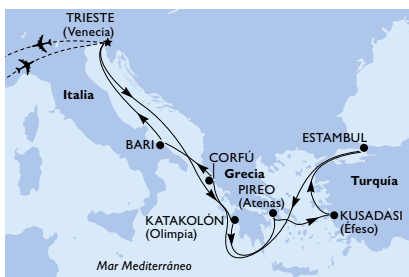 TRIESTE
(Venecia)
Italia
ESTAMBUL
BARI
CORFÚ
Grecia
PIREO
(Atenas)
Turquía
KATAKOLÓN
(Olimpia)
KUSADASI
(Éfeso)
Mar Mediterráneo